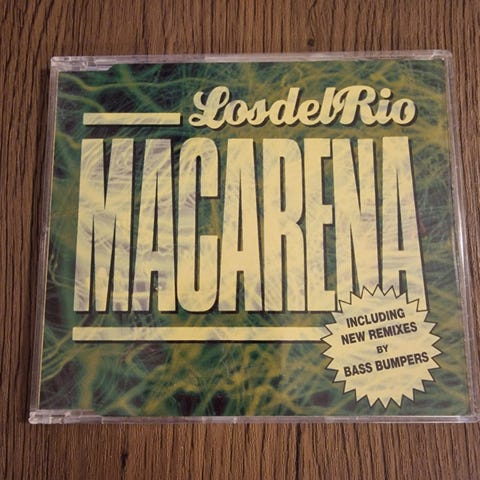 LosdelRio
MACARENA
INCLUDING
NEW REMIXES
BY
BASS BUMPERS